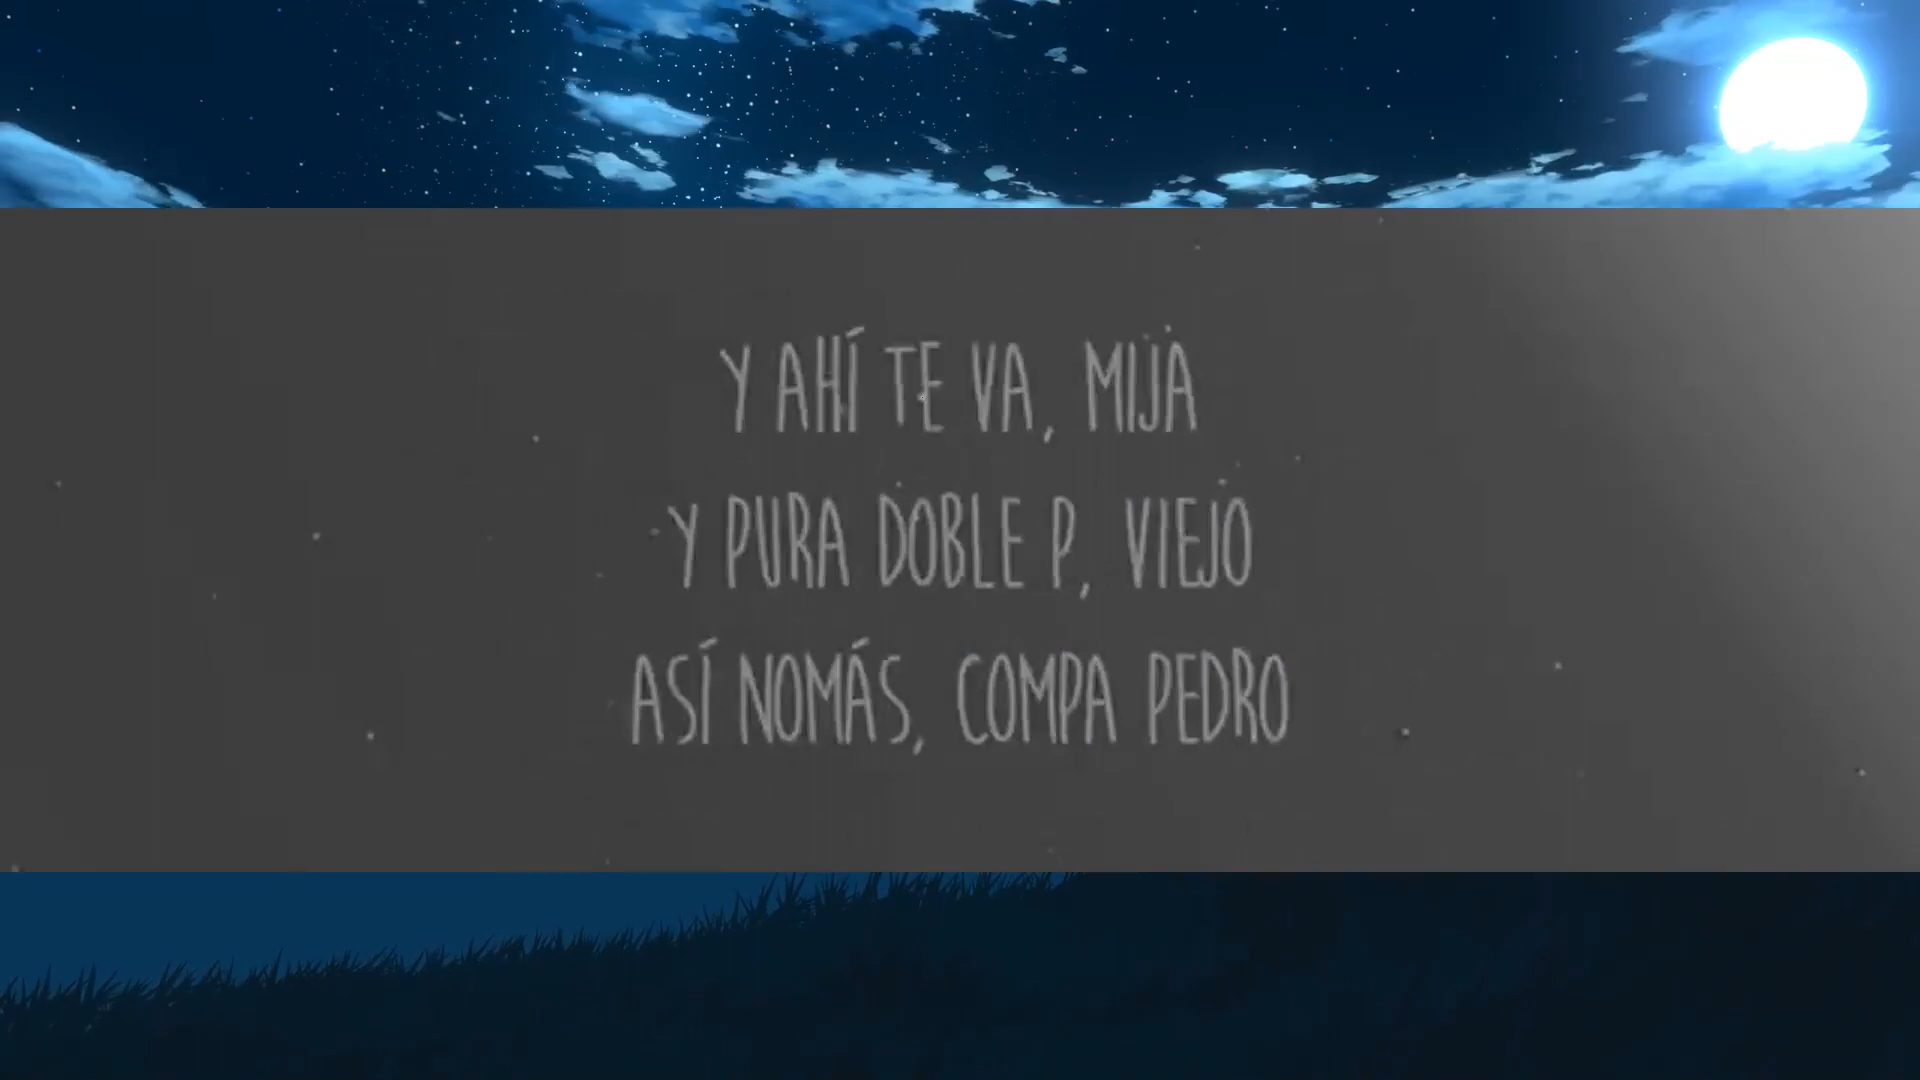 Y AHÍ TE VA, MIJA
Y PURA DOBLE P, VIEJO
ASÍ NOMÁS, COMPA PEDRO